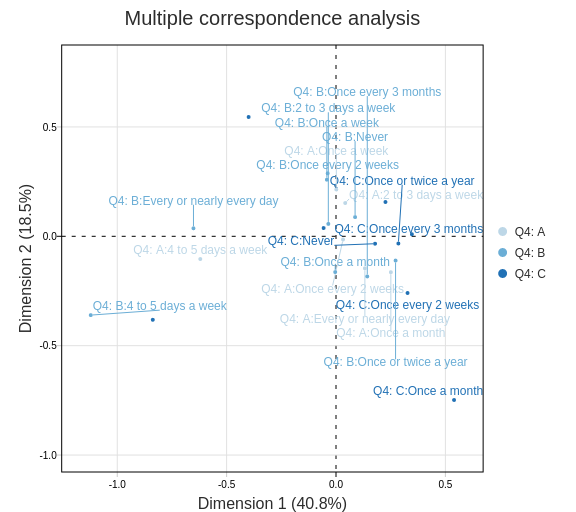 Multiple correspondence analysis
Q4: B:Once every 3 months
Q4: B:2 to 3 days a week
Q4: B:Once a week
Q4: B:Never
Q4: A:Once a week
Q4: B:Once every 2 weeks
Q4: C:Once or twice a year
Q4: A:2 to 3 days a week
Q4: B:Every or nearly every day
Q4: C:Once every 3 months
Q4: C:Never
Q4: A:4 to 5 days a week
Q4: B:Once a month
Q4: A:Once every 2 weeks
Q4: B:4 to 5 days a week
Q4: C:Once every 2 weeks
Q4: A:Every or nearly every day
Q4: A:Once a month
Q4: B:Once or twice a year
Q4: C:Once a month
0.5
0.0
-0.5
-1.0
-1.0
-0.5
0.0
0.5
Dimension 1 (40.8%)
Dimension 2 (18.5%)
Q4: A
Q4: B
Q4: C